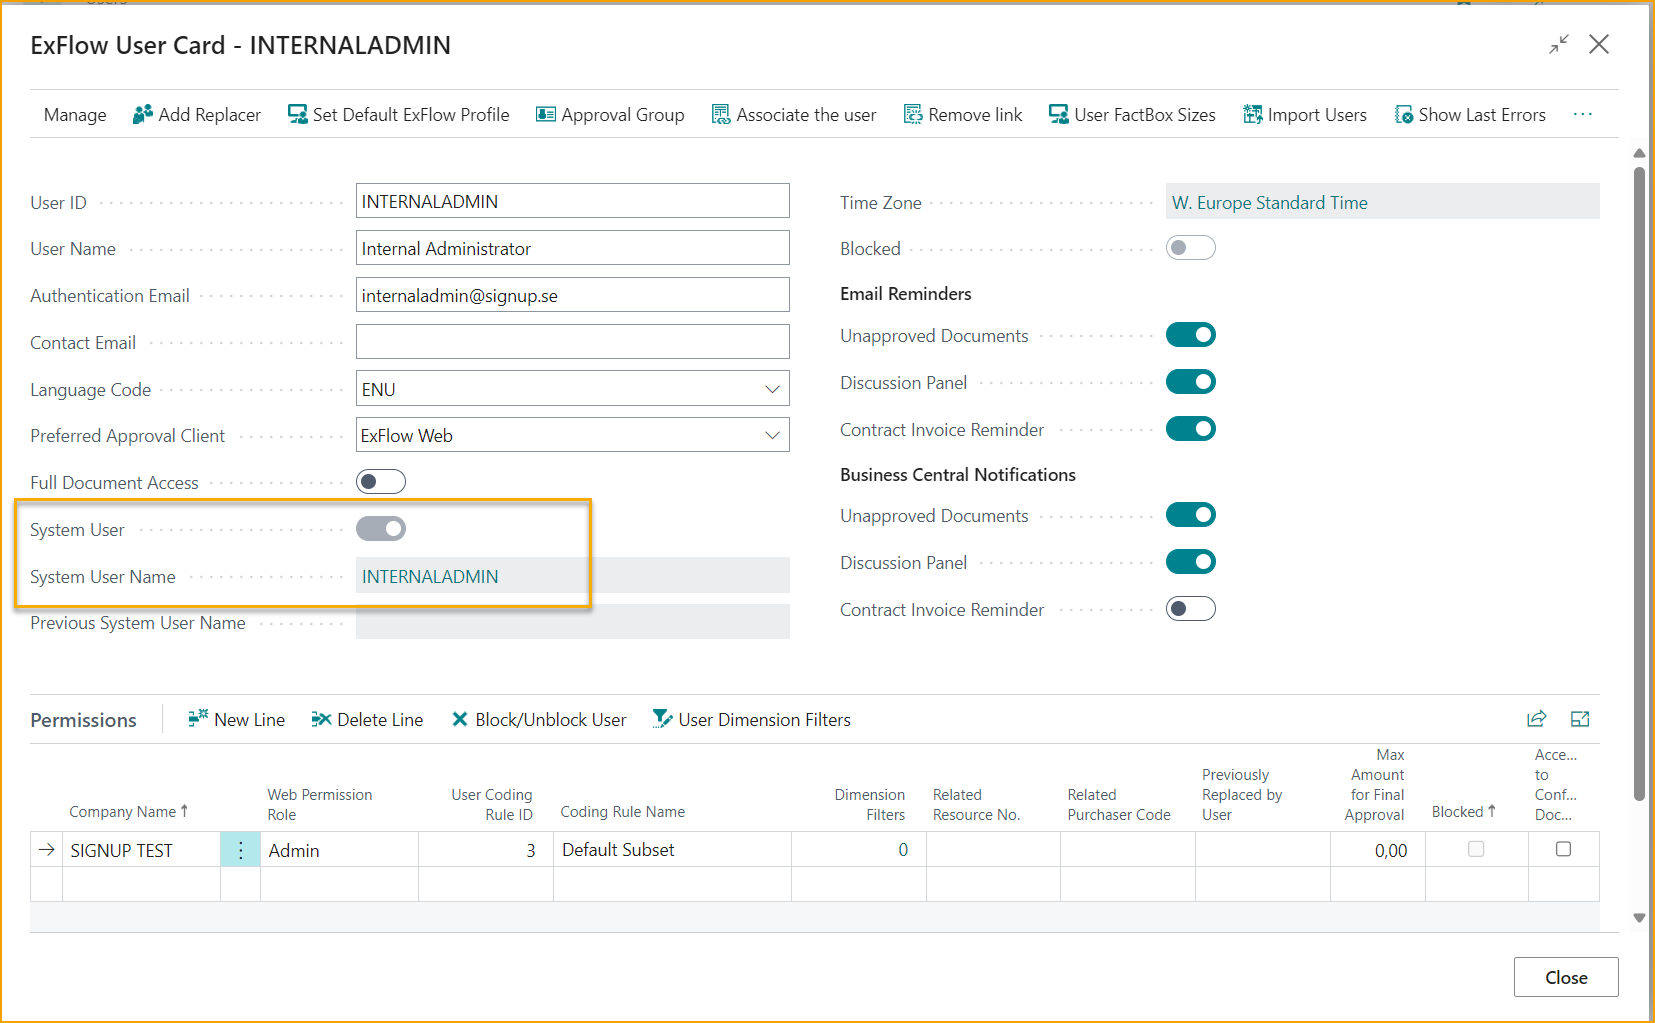 ExFlow User Card - INTERNALADMIN
Manage Add Replacer Set Default ExFlow Profile Approval Group Associate the user Remove link User FactBox Sizes Import Users Show Last Errors ...
User ID INTERNALADMIN
User Name Internal Administrator
Authentication Email internaladmin@signup.se
Contact Email
Language Code ENU
Preferred Approval Client ExFlow Web
Full Document Access
System User
System User Name INTERNALADMIN
Previous System User Name
Time Zone W. Europe Standard Time
Blocked
Email Reminders
Unapproved Documents
Discussion Panel
Contract Invoice Reminder
Business Central Notifications
Unapproved Documents
Discussion Panel
Contract Invoice Reminder
Permissions New Line Delete Line Block/Unblock User User Dimension Filters
Company Name ↑
Web Permission
Role
User Coding
Rule ID
Coding Rule Name
Dimension
Filters
Related
Resource No.
Related
Purchaser Code
Previously
Replaced by
User
Max
Amount
for Final
Approval
Blocked ↑
Acce...
to
Conf...
Doc...
SIGNUP TEST Admin 3 Default Subset 0 0,00
Close